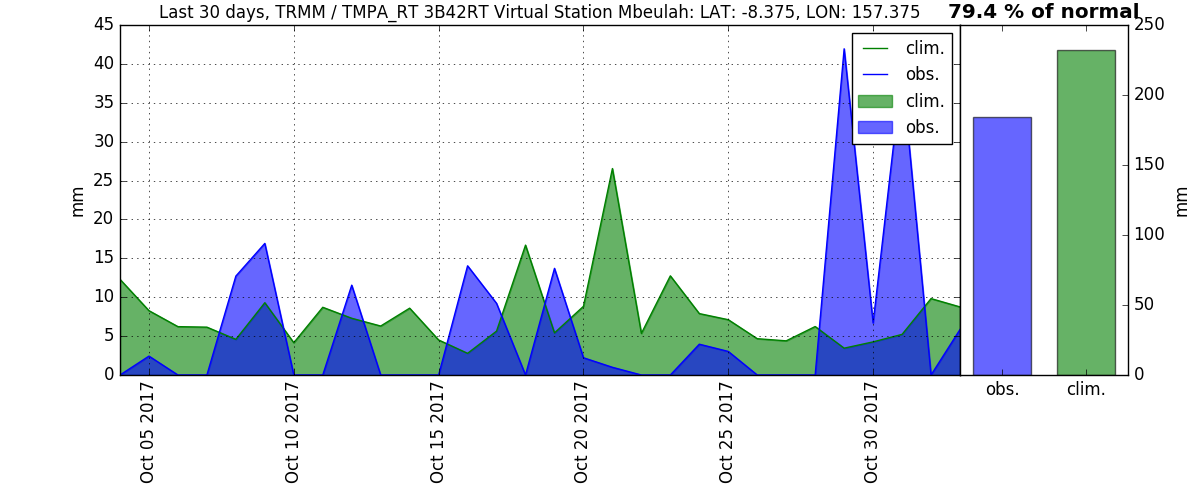 Last 30 days, TRMM / TMPA_RT 3B42RT Virtual Station Mbeulah: LAT: -8.375, LON: 157.375
79.4 % of normal
45
40
35
30
25
20
15
10
5
0
mm
clim.
obs.
clim.
obs.
Oct 05 2017
Oct 10 2017
Oct 15 2017
Oct 20 2017
Oct 25 2017
Oct 30 2017
250
200
150
100
50
0
mm
obs.
clim.